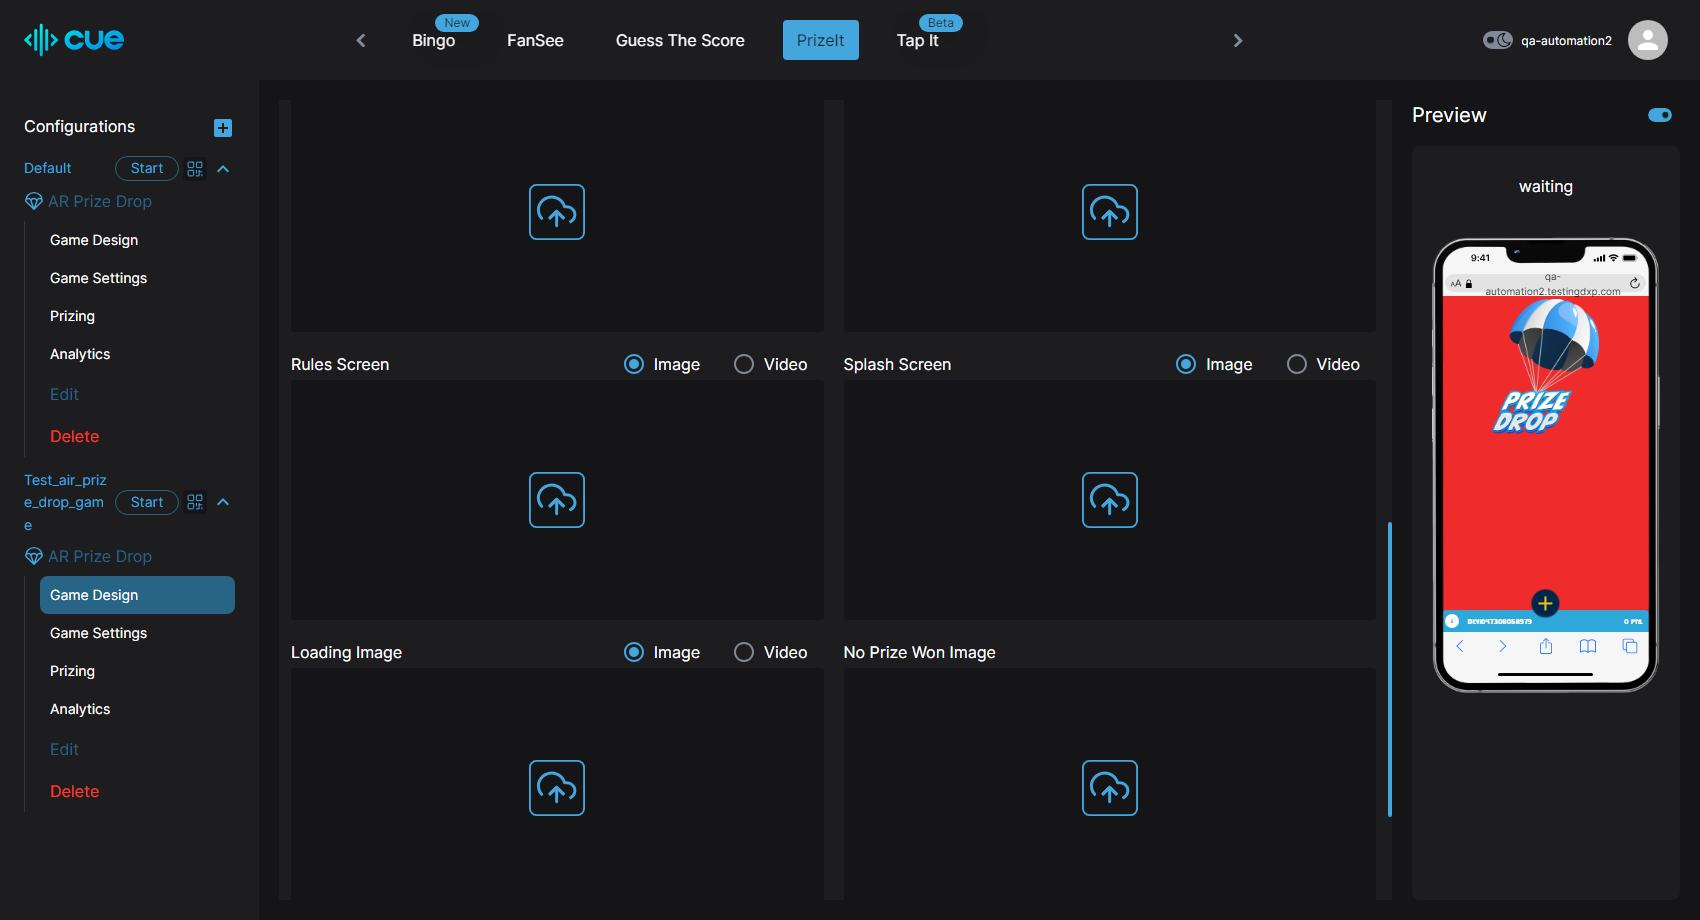 cue
Bingo
New
FanSee
Guess The Score
PrizeIt
Tap It
Beta
qa-automation2
Configurations
Default
Start
AR Prize Drop
Game Design
Game Settings
Prizing
Analytics
Edit
Delete
Test_air_priz
e_drop_gam
e
Start
AR Prize Drop
Game Design
Game Settings
Prizing
Analytics
Edit
Delete
Rules Screen
Image
Video
Splash Screen
Image
Video
Loading Image
Image
Video
No Prize Won Image
Preview
waiting
9:41
AA
qa-
automation2.testingdxp.com
PRIZE
DROP
0 PTS.